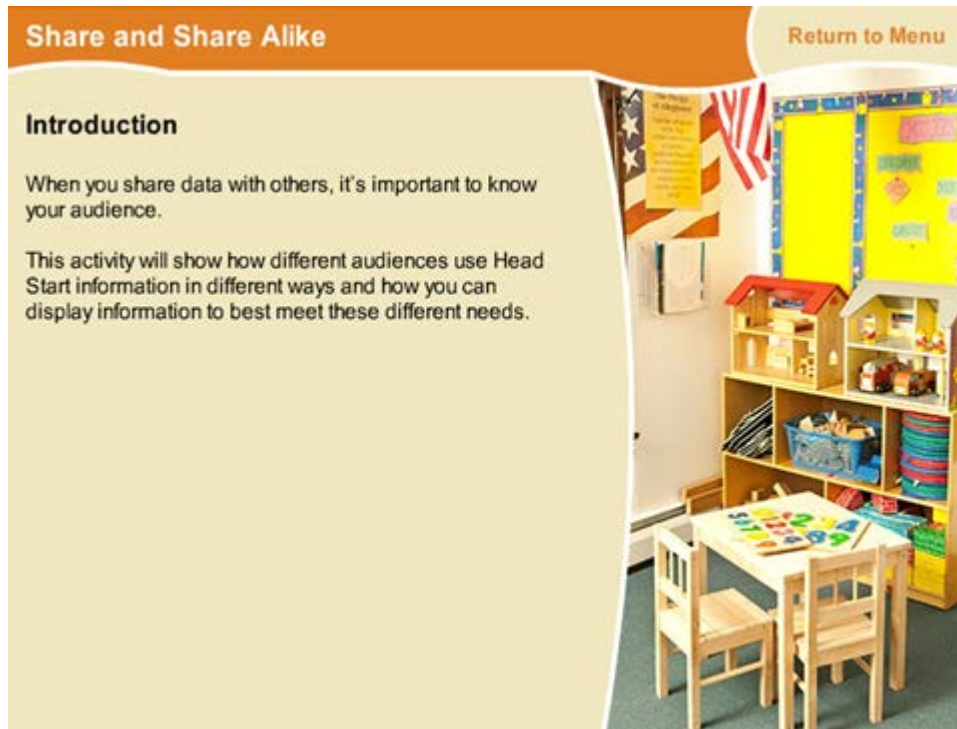 Share and Share Alike
Return to Menu
Introduction
When you share data with others, it's important to know
your audience.
This activity will show how different audiences use Head
Start information in different ways and how you can
display information to best meet these different needs.